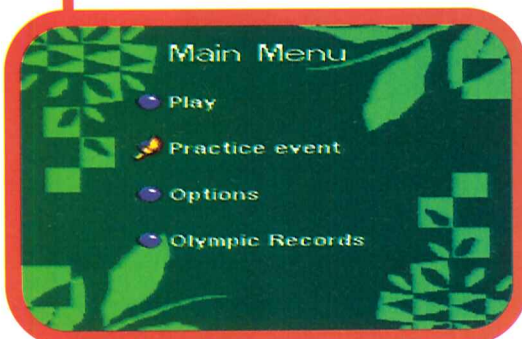 Main Menu
Play
Practice event
Options
Olympic Records